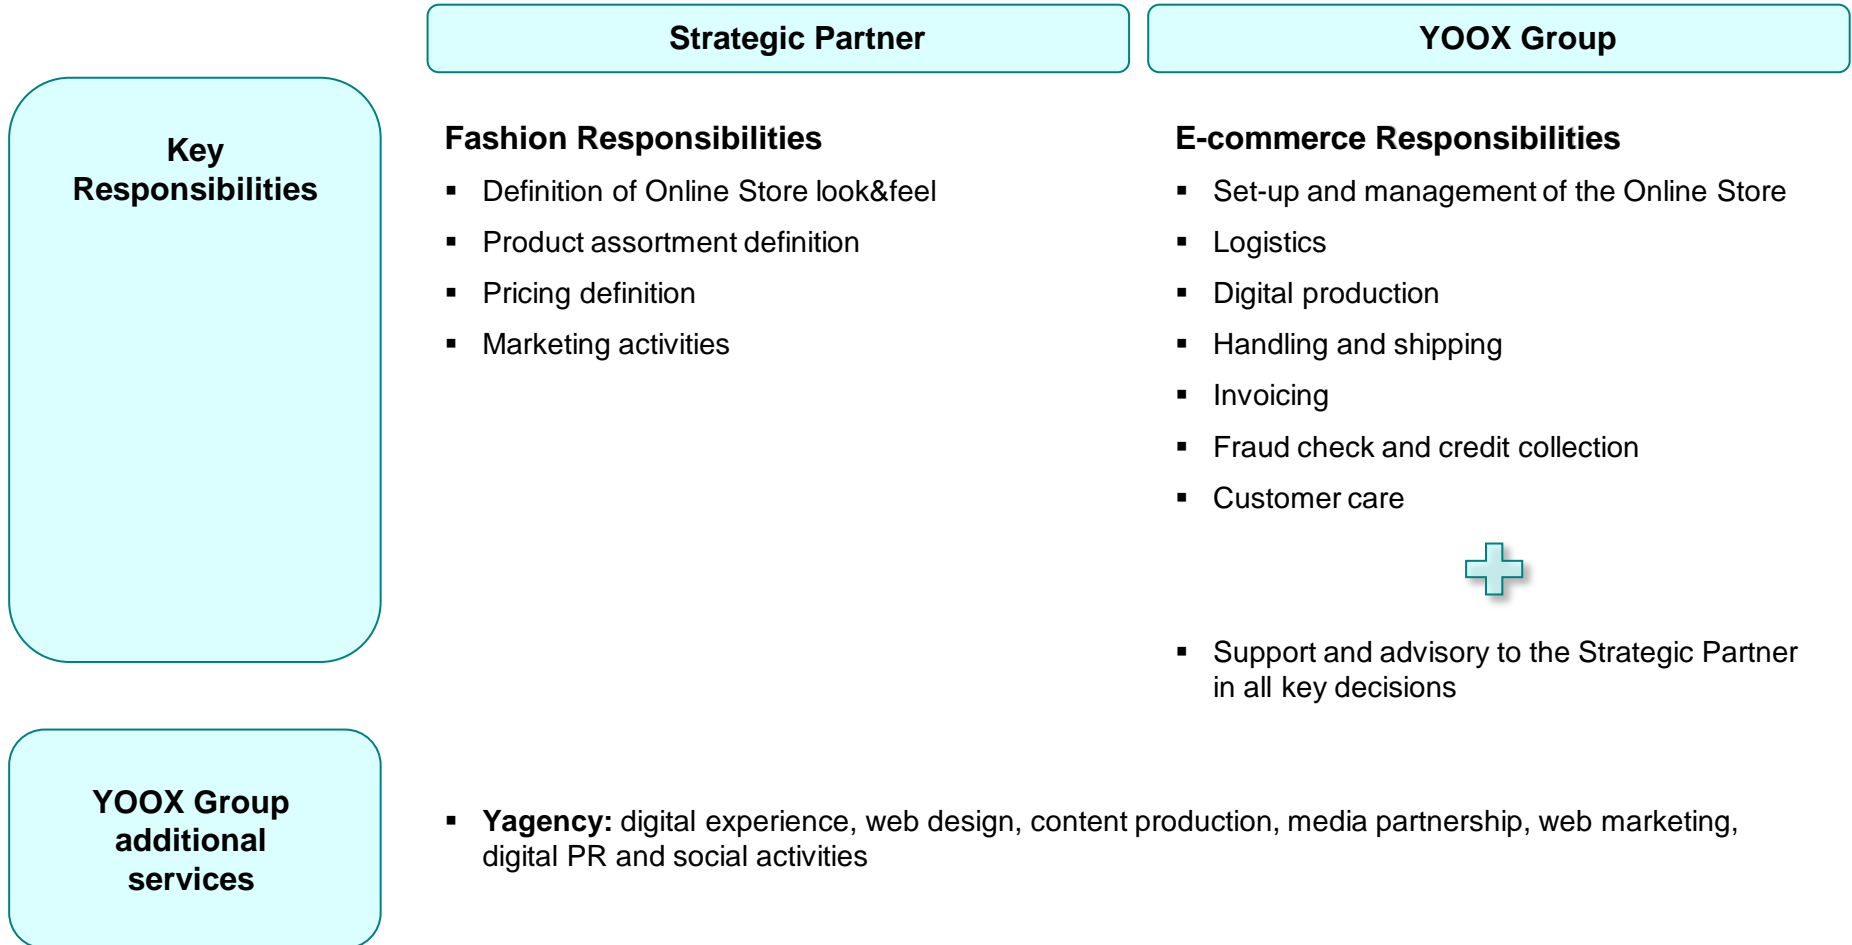 Strategic Partner
YOOX Group
Key
Responsibilities
Fashion Responsibilities
▪ Definition of Online Store look&feel
▪ Product assortment definition
▪ Pricing definition
▪ Marketing activities
E-commerce Responsibilities
▪ Set-up and management of the Online Store
▪ Logistics
▪ Digital production
▪ Handling and shipping
▪ Invoicing
▪ Fraud check and credit collection
▪ Customer care
▪ Support and advisory to the Strategic Partner
in all key decisions
YOOX Group
additional
services
▪ Yagency: digital experience, web design, content production, media partnership, web marketing,
digital PR and social activities